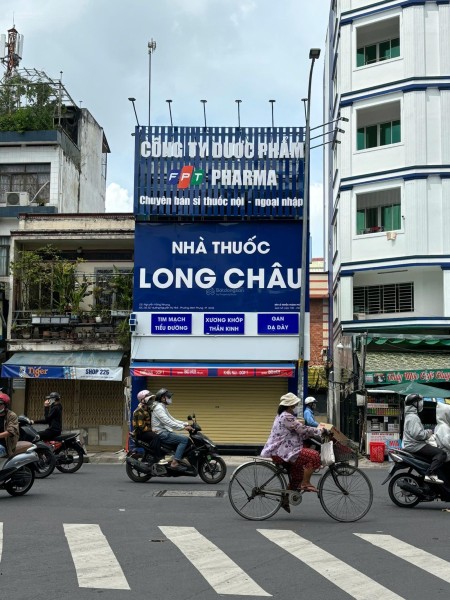 CÔNG TY DƯỢC PHẨM
FPT PHARMA
Chuyên bán sỉ thuốc nội - ngoại nhập
NHÀ THUỐC
LONG CHÂU
TIM MẠCH
TIỂU ĐƯỜNG
XƯƠNG KHỚP
THẦN KINH
GAN
DẠ DÀY
Tiger
SHOP 225